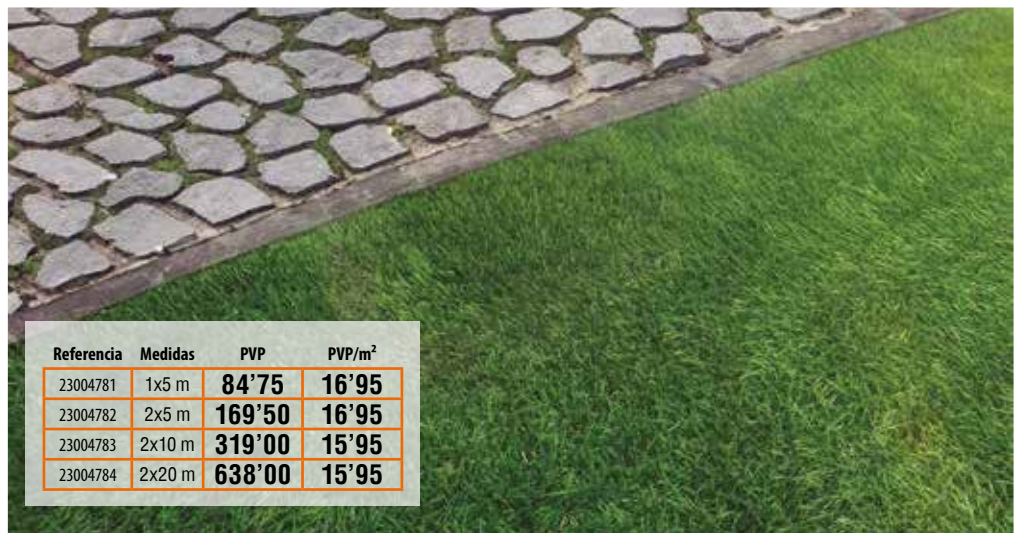 Referencia Medidas PVP PVP/m²
23004781 1x5 m 84’75 16’95
23004782 2x5 m 169’50 16’95
23004783 2x10 m 319’00 15’95
23004784 2x20 m 638’00 15’95